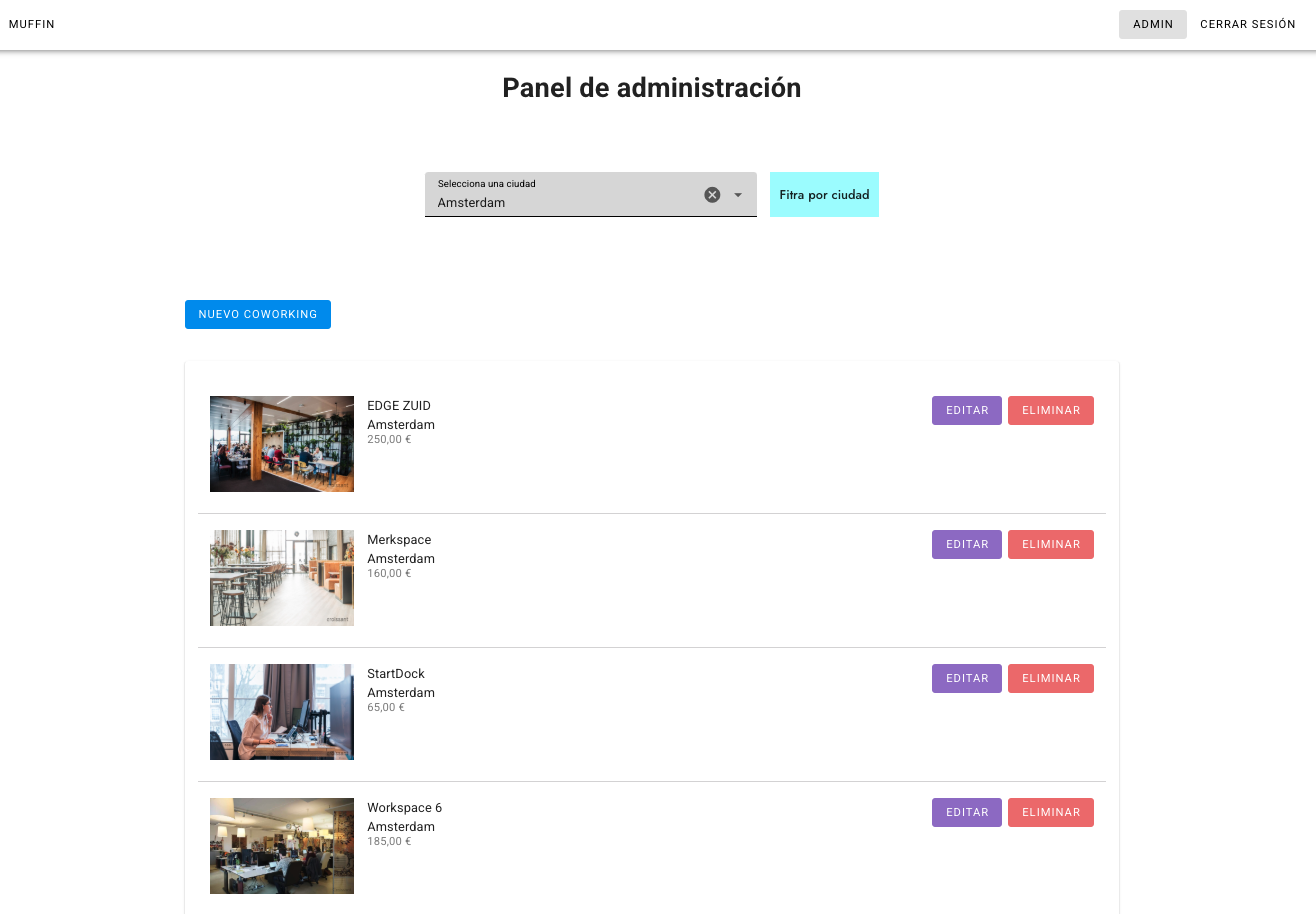 MUFFIN
ADMIN
CERRAR SESIÓN
Panel de administración
Selecciona una ciudad
Amsterdam
Fitra por ciudad
NUEVO COWORKING
EDGE ZUID
Amsterdam
250,00 €
EDITAR
ELIMINAR
Merkspace
Amsterdam
160,00 €
EDITAR
ELIMINAR
croissant
StartDock
Amsterdam
65,00 €
EDITAR
ELIMINAR
Workspace 6
Amsterdam
185,00 €
EDITAR
ELIMINAR